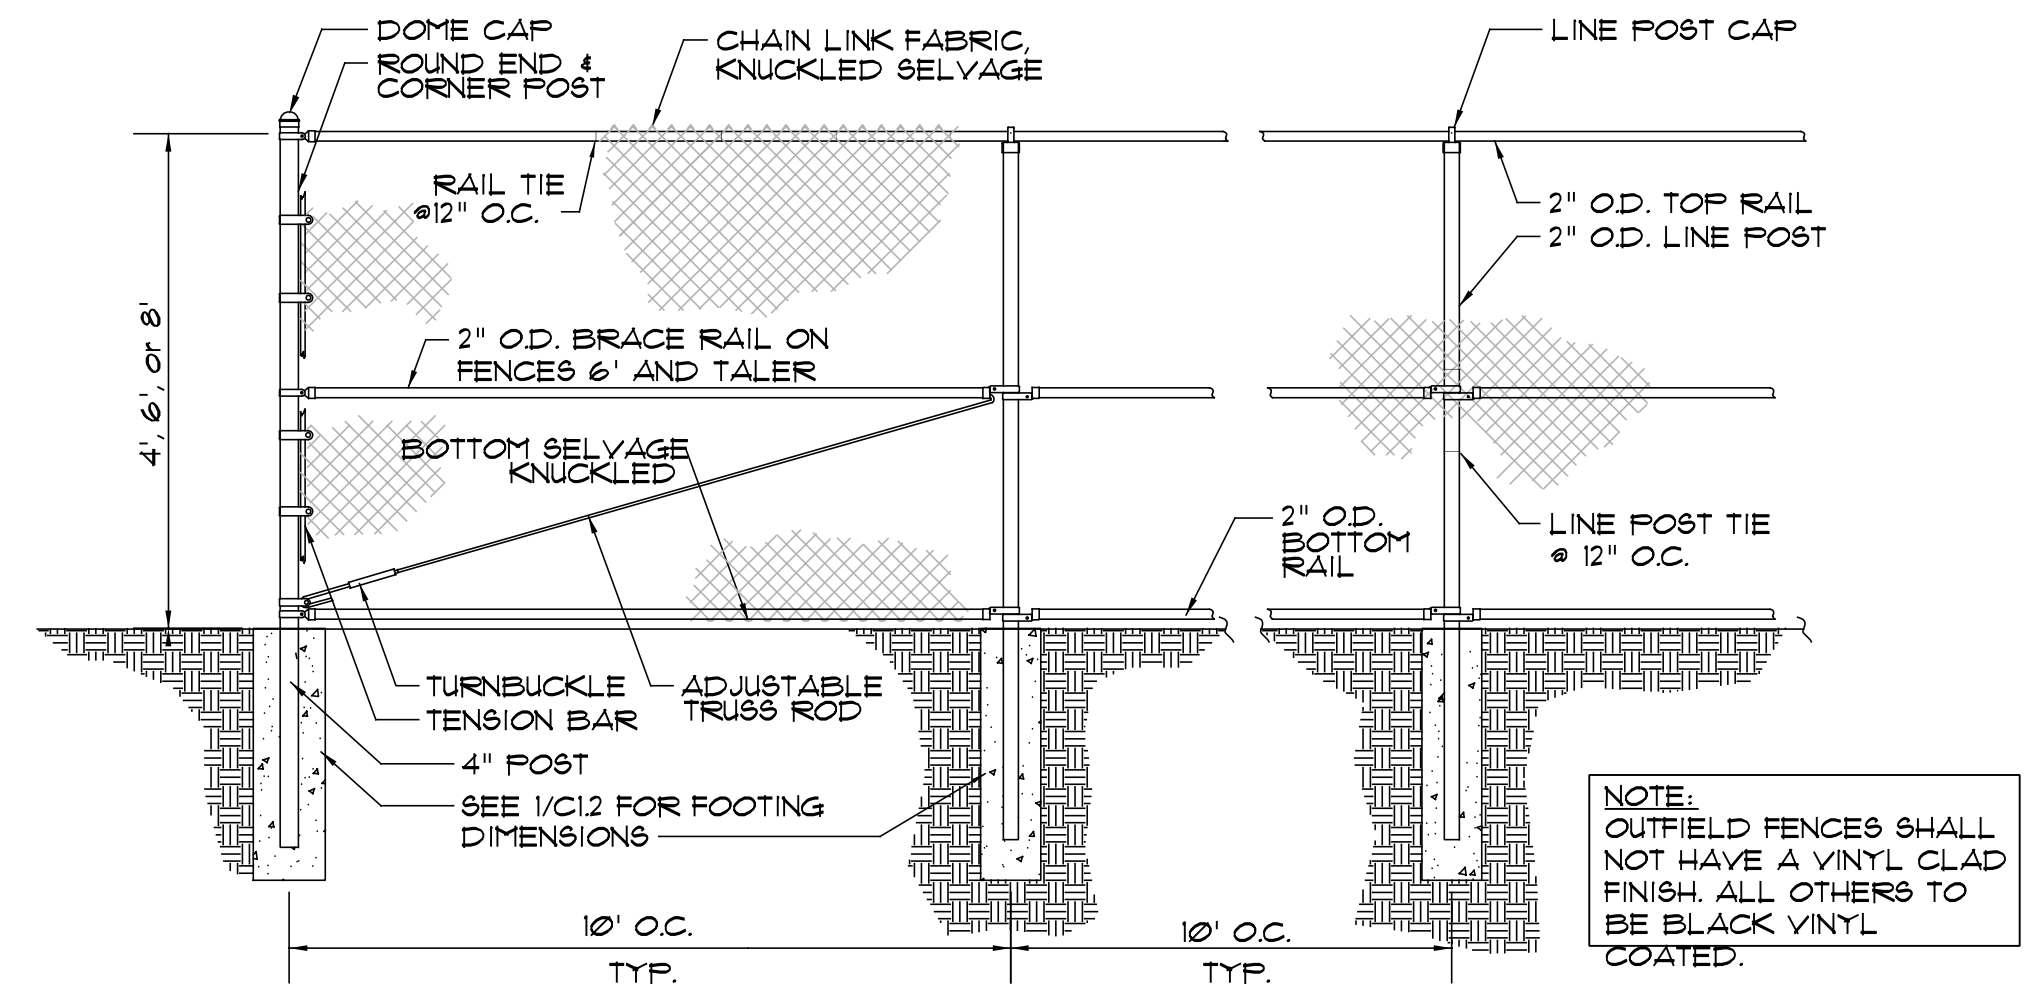 DOME CAP
ROUND END &
CORNER POST
CHAIN LINK FABRIC,
KNUCKLED SELVAGE
LINE POST CAP
RAIL TIE
@12" O.C.
2" O.D. TOP RAIL
2" O.D. LINE POST
4', 6', or 8'
2" O.D. BRACE RAIL ON
FENCES 6' AND TALER
BOTTOM SELVAGE
KNUCKLED
2" O.D.
BOTTOM
RAIL
LINE POST TIE
@ 12" O.C.
TURNBUCKLE
TENSION BAR
ADJUSTABLE
TRUSS ROD
4" POST
SEE 1/C1.2 FOR FOOTING
DIMENSIONS
NOTE:
OUTFIELD FENCES SHALL
NOT HAVE A VINYL CLAD
FINISH. ALL OTHERS TO
BE BLACK VINYL
COATED.
10' O.C.
TYP.
10' O.C.
TYP.